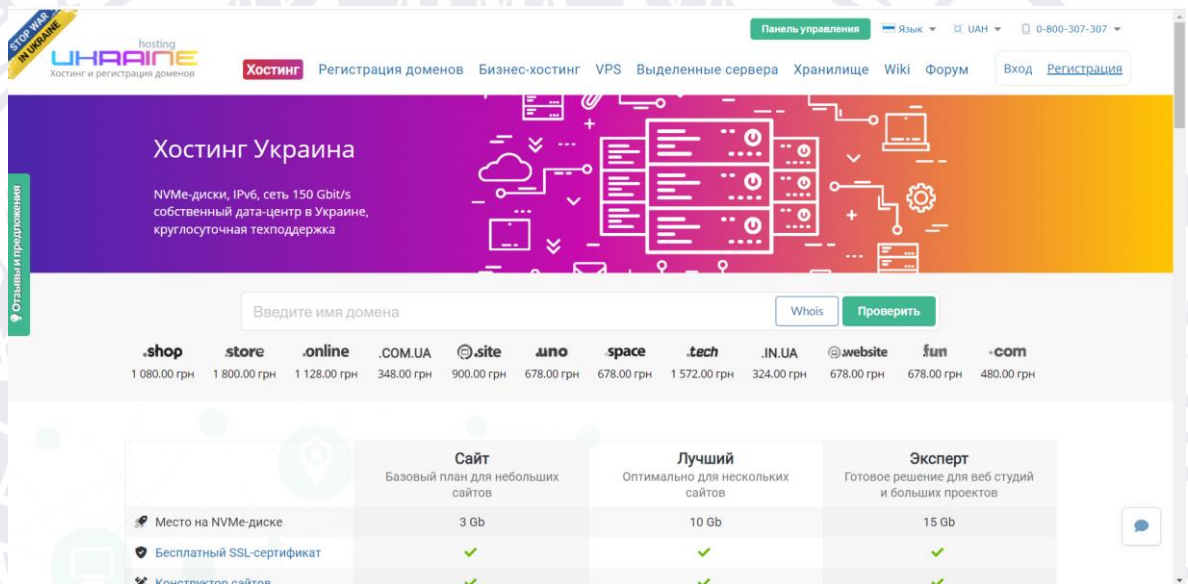 STOP WAR
IN UKRAINE
hosting
UKRAINE
Хостинг и регистрация доменов
Панель управления
Язык
UAH
0-800-307-307
Хостинг Регистрация доменов Бизнес-хостинг VPS Выделенные сервера Хранилище Wiki Форум Вход Регистрация
Хостинг Украина
NVMe-диски, IPv6, сеть 150 Gbit/s
собственный дата-центр в Украине,
круглосуточная техподдержка
Отзывы и предложения
Введите имя домена Whois Проверить
.shop .store .online .COM.UA .site .uno .space .tech .IN.UA .website .fun .com
1 080.00 грн 1 800.00 грн 1 128.00 грн 348.00 грн 900.00 грн 678.00 грн 678.00 грн 1 572.00 грн 324.00 грн 678.00 грн 678.00 грн 480.00 грн
Сайт Лучший Эксперт
Базовый план для небольших Оптимально для нескольких Готовое решение для веб студий
сайтов сайтов и больших проектов
Место на NVMe-диске 3 Gb 10 Gb 15 Gb
Бесплатный SSL-сертификат
Конструктор сайтов